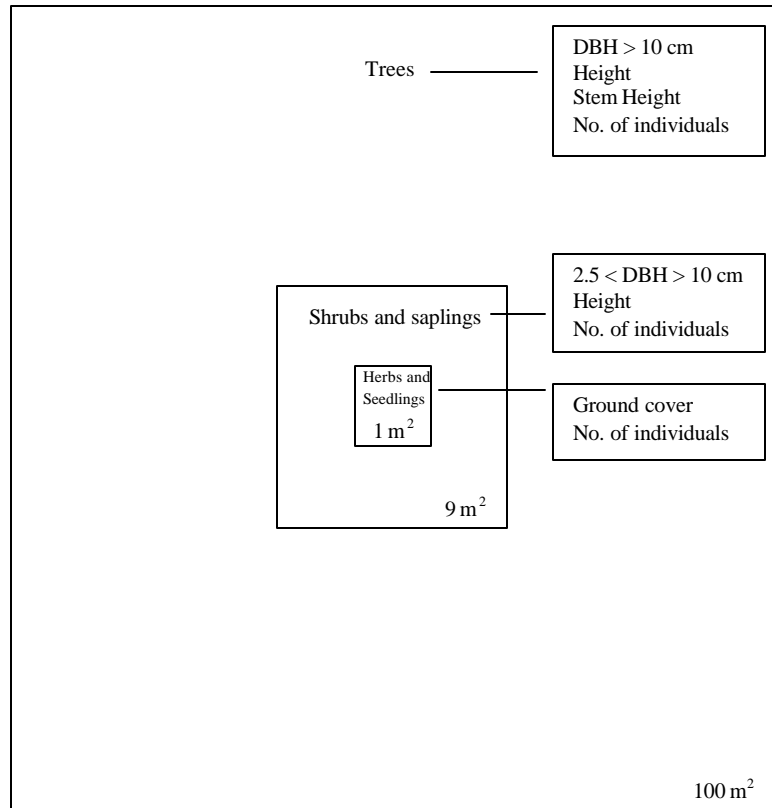 Trees
DBH > 10 cm
Height
Stem Height
No. of individuals
2.5 < DBH > 10 cm
Height
No. of individuals
Shrubs and saplings
Herbs and
Seedlings
1 m²
Ground cover
No. of individuals
9 m²
100 m²